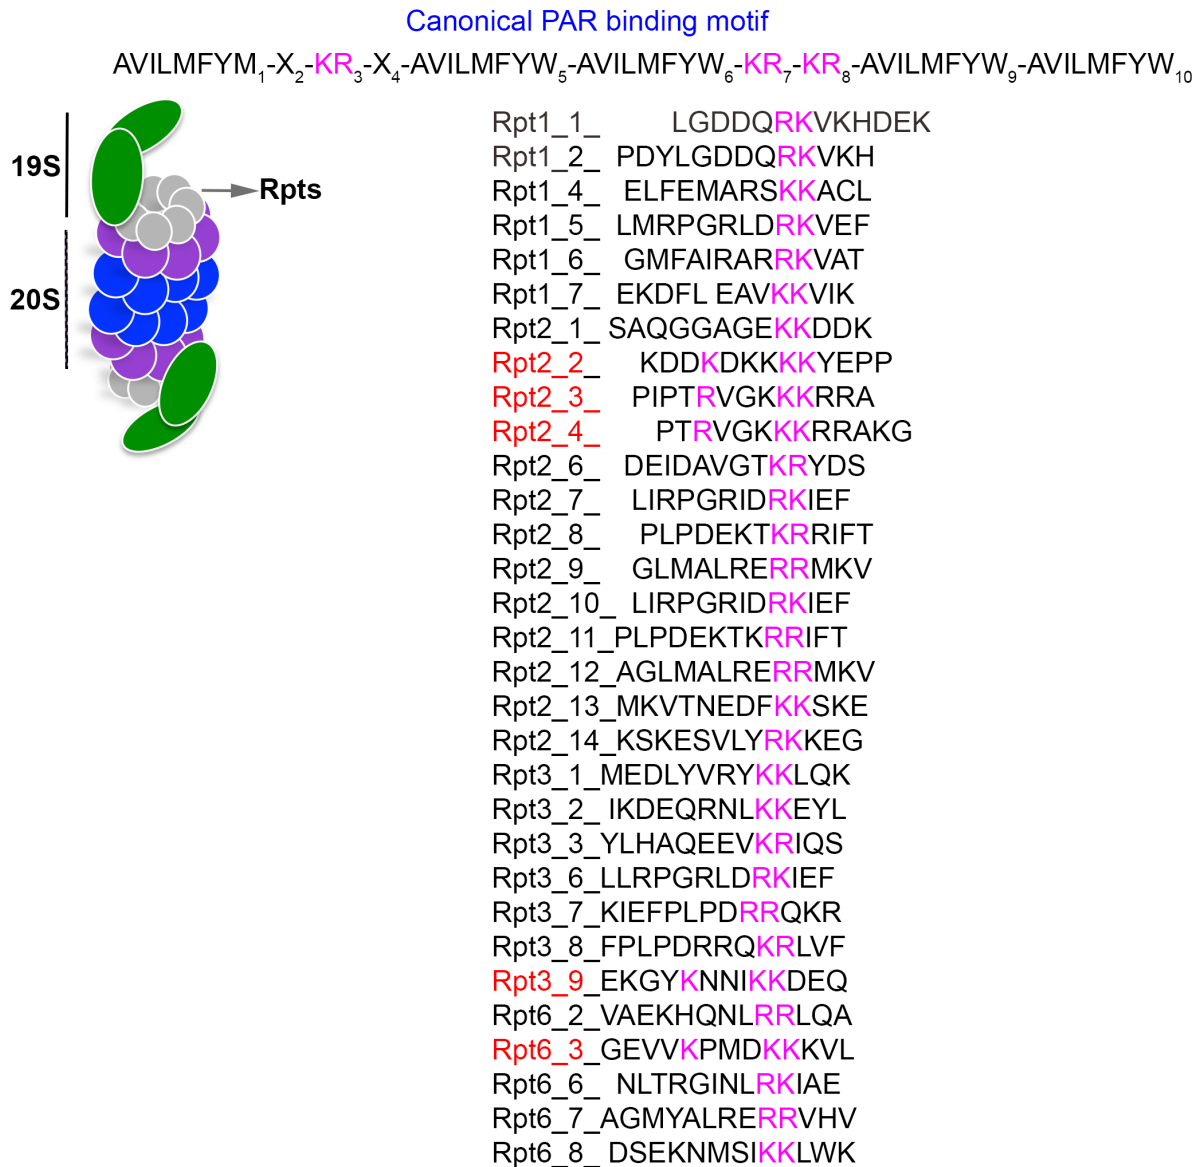 Canonical PAR binding motif
AVILMFYM1-X2-KR3-X4-AVILMFYW5-AVILMFYW6-KR7-KR8-AVILMFYW9-AVILMFYW10
19S
Rpts
20S
Rpt1_1_ LGDDQRKVKHDEK
Rpt1_2_ PDYLGDDQRKVKH
Rpt1_4_ ELFEMARSKKACL
Rpt1_5_ LMRPGRLDRKVEF
Rpt1_6_ GMFAIRARRKVAT
Rpt1_7_ EKDFL EAVKKVIK
Rpt2_1_ SAQGGAGEKKDDK
Rpt2_2_ KDDKDKKKKYEPP
Rpt2_3_ PIPTRVGKKKRRA
Rpt2_4_ PTRVGKKKRRAKG
Rpt2_6_ DEIDAVGTKRYDS
Rpt2_7_ LIRPGRIDRKIEF
Rpt2_8_ PLPDEKTKRRIFT
Rpt2_9_ GLMALRERRMKV
Rpt2_10_ LIRPGRIDRKIEF
Rpt2_11_PLPDEKTKRRIFT
Rpt2_12_AGLMALRERRMKV
Rpt2_13_MKVTNEDFKKSKE
Rpt2_14_KSKESVLYRKKEG
Rpt3_1_MEDLYVRYKKLQK
Rpt3_2_ IKDEQRNLKKEYL
Rpt3_3_YLHAQEEVKRIQS
Rpt3_6_LLRPGRLDRKIEF
Rpt3_7_KIEFPLPDRRQKR
Rpt3_8_FPLPDRRQKRLVF
Rpt3_9_EKGYKNNIKKDEQ
Rpt6_2_VAEKHQNLRRLQA
Rpt6_3_GEVVKPMDKKKVL
Rpt6_6_ NLTRGINLRKIAE
Rpt6_7_AGMYALRERRVHV
Rpt6_8_ DSEKNMSIKKLWK